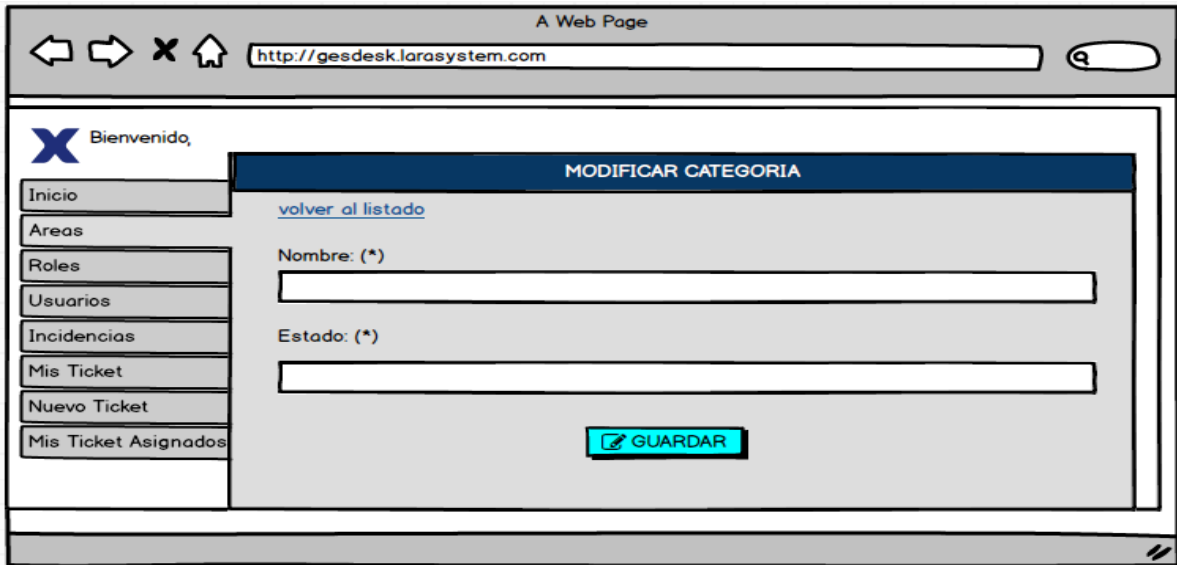 A Web Page
http://gesdesk.larasystem.com
Bienvenido,
MODIFICAR CATEGORIA
Inicio
Areas
Roles
Usuarios
Incidencias
Mis Ticket
Nuevo Ticket
Mis Ticket Asignados
volver al listado
Nombre: (*)
Estado: (*)
GUARDAR